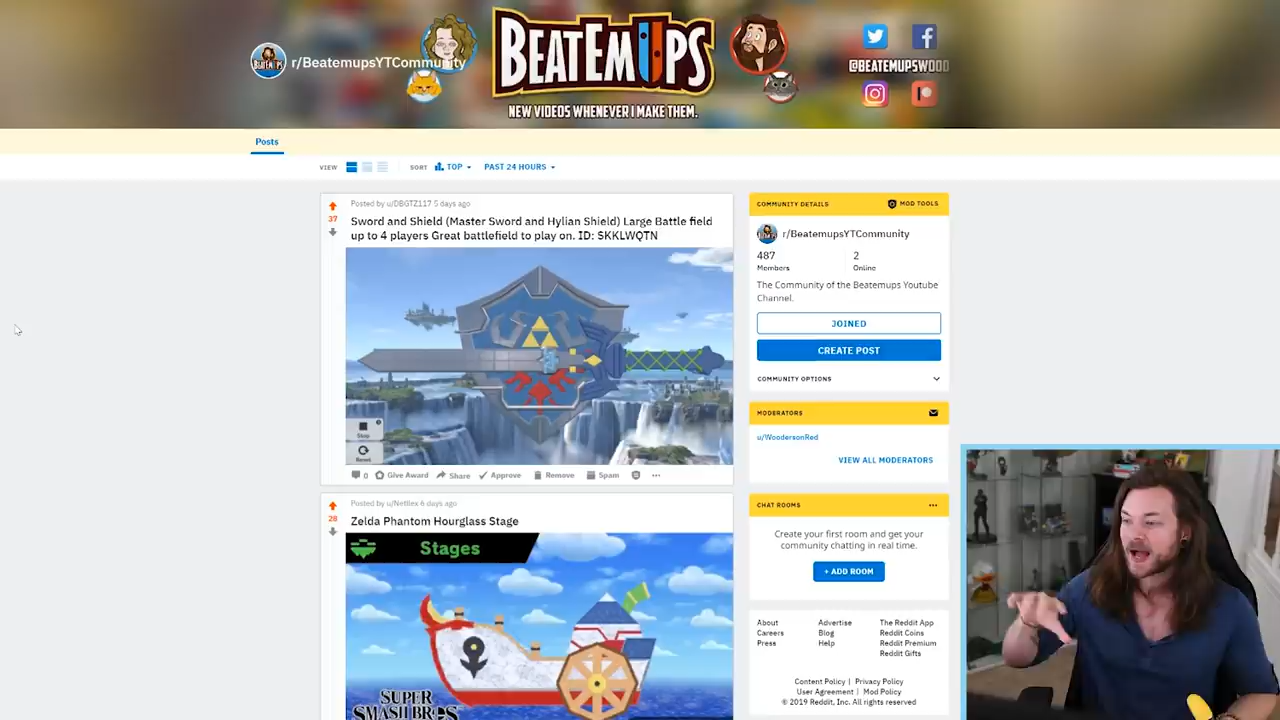 r/BeatemupsYTCommunity
BEATEMUPS
NEW VIDEOS WHENEVER I MAKE THEM.
@BEATEMUPSWOOD
Posts
VIEW
SORT
TOP
PAST 24 HOURS
Posted by u/DBGTZ117 5 days ago
37
Sword and Shield (Master Sword and Hylian Shield) Large Battle field
up to 4 players Great battlefield to play on. ID: SKKLWQTN
Stop
Reset
0 Give Award Share Approve Remove Spam
Posted by u/Netllex 6 days ago
28
Zelda Phantom Hourglass Stage
Stages
SUPER
SMASH BROS
COMMUNITY DETAILS
MOD TOOLS
r/BeatemupsYTCommunity
487 2
Members Online
The Community of the Beatemups Youtube
Channel.
JOINED
CREATE POST
COMMUNITY OPTIONS
MODERATORS
u/WoodersonRed
VIEW ALL MODERATORS
CHAT ROOMS
Create your first room and get your
community chatting in real time.
+ ADD ROOM
About Advertise The Reddit App
Careers Blog Reddit Coins
Press Help Reddit Premium
Reddit Gifts
Content Policy | Privacy Policy
User Agreement | Mod Policy
© 2019 Reddit, Inc. All rights reserved